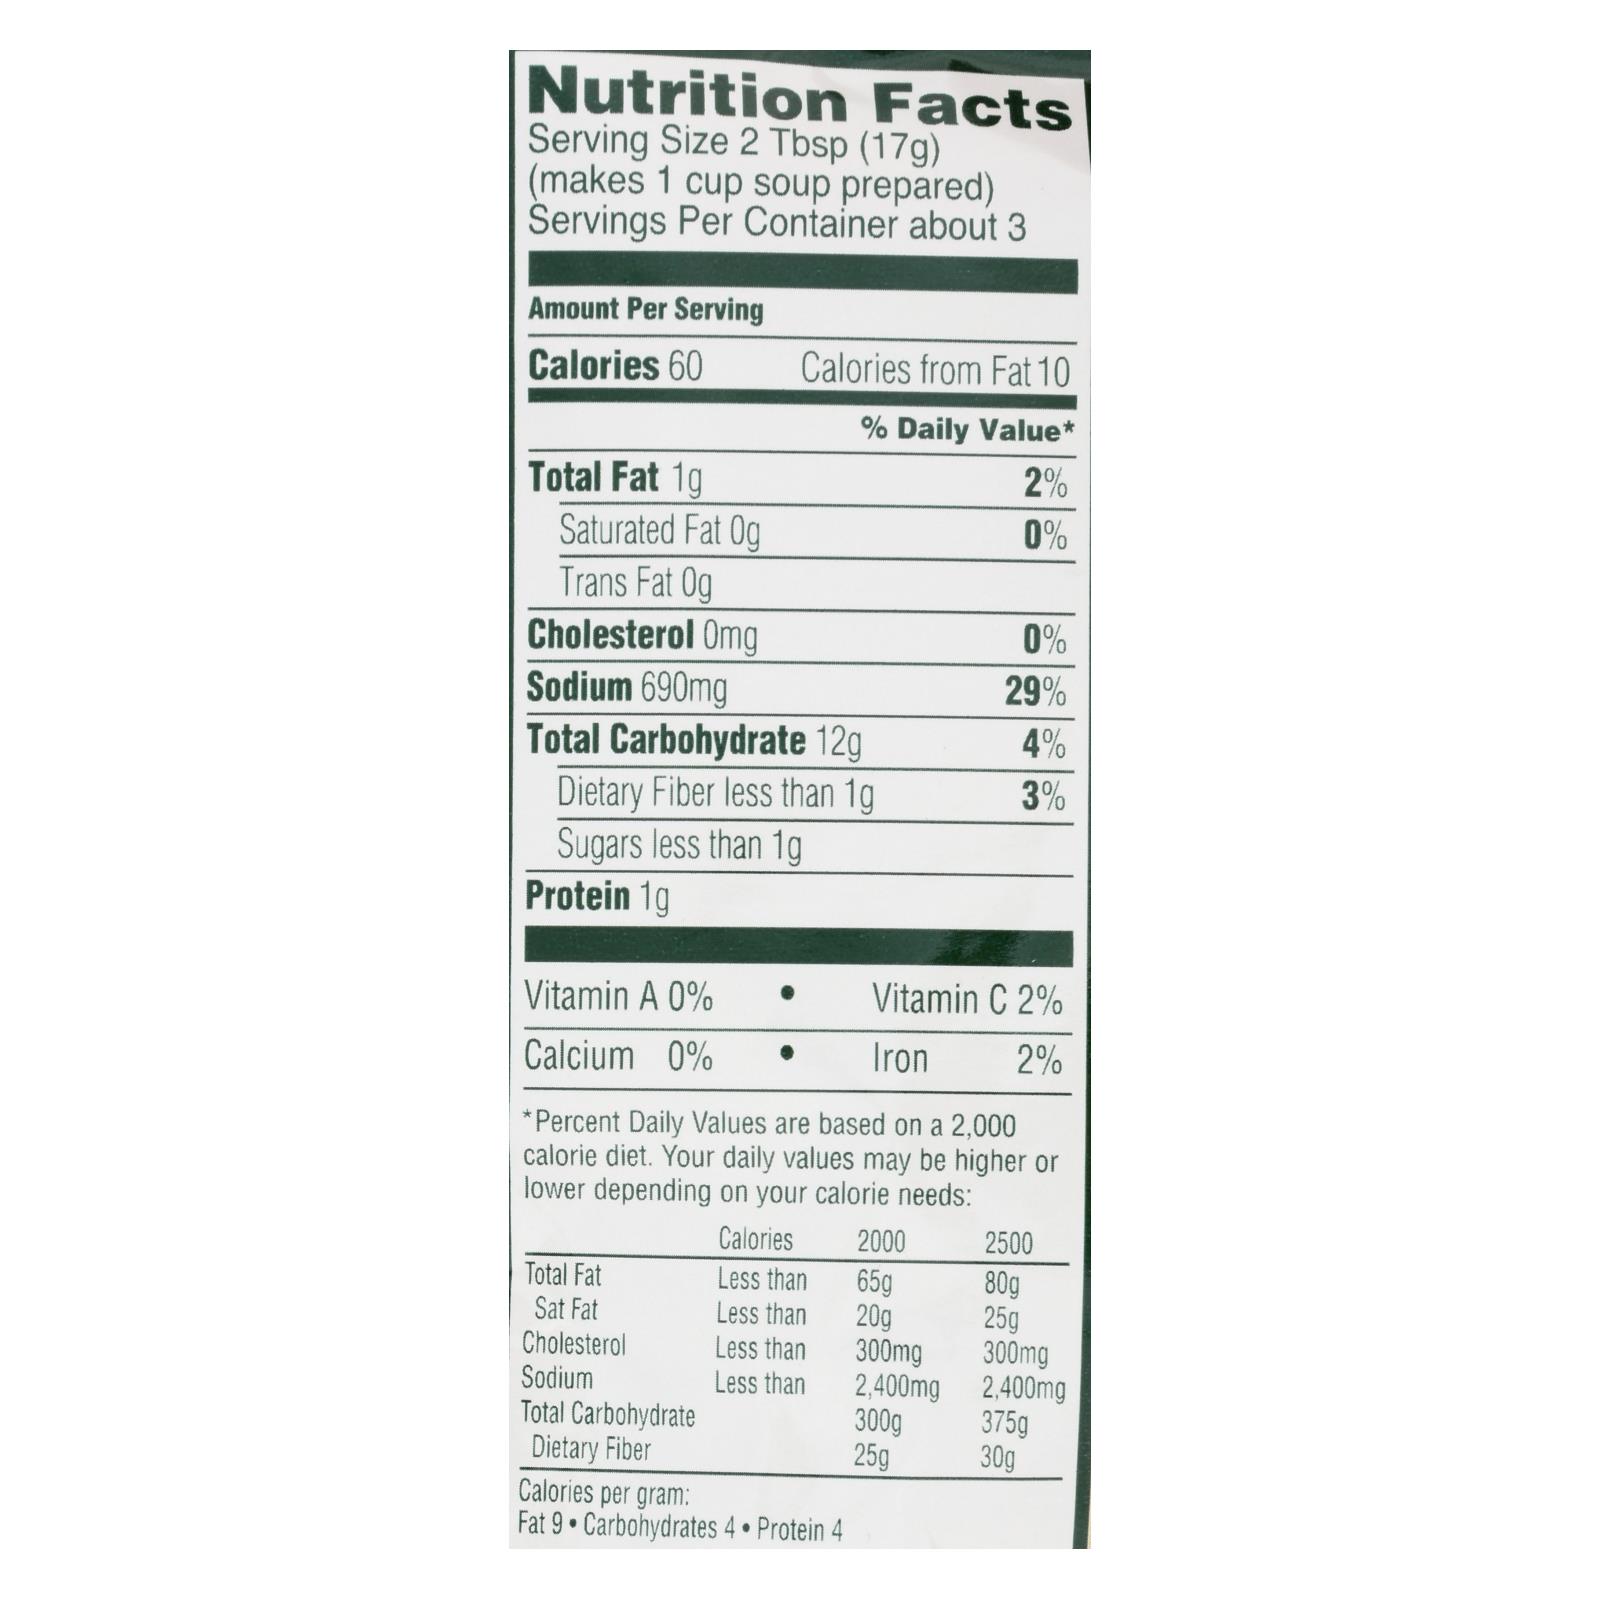 Nutrition Facts
Serving Size 2 Tbsp (17g)
(makes 1 cup soup prepared)
Servings Per Container about 3
Amount Per Serving
Calories 60 Calories from Fat 10
% Daily Value*
Total Fat 1g 2%
Saturated Fat 0g 0%
Trans Fat 0g
Cholesterol 0mg 0%
Sodium 690mg 29%
Total Carbohydrate 12g 4%
Dietary Fiber less than 1g 3%
Sugars less than 1g
Protein 1g
Vitamin A 0% • Vitamin C 2%
Calcium 0% • Iron 2%
*Percent Daily Values are based on a 2,000
calorie diet. Your daily values may be higher or
lower depending on your calorie needs:
Calories 2000 2500
Total Fat Less than 65g 80g
Sat Fat Less than 20g 25g
Cholesterol Less than 300mg 300mg
Sodium Less than 2,400mg 2,400mg
Total Carbohydrate 300g 375g
Dietary Fiber 25g 30g
Calories per gram:
Fat 9 • Carbohydrates 4 • Protein 4